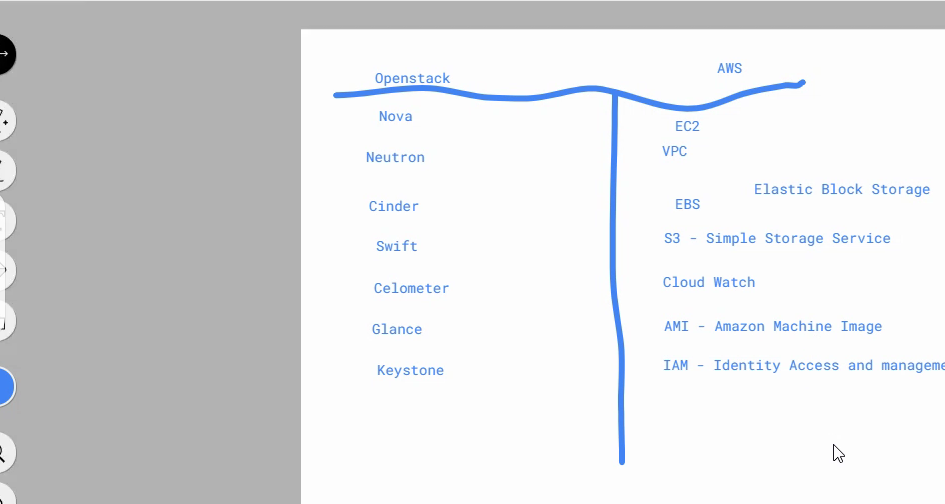 Openstack
AWS
Nova
EC2
Neutron
VPC
Cinder
EBS
Elastic Block Storage
Swift
S3 - Simple Storage Service
Celometer
Cloud Watch
Glance
AMI - Amazon Machine Image
Keystone
IAM - Identity Access and manageme